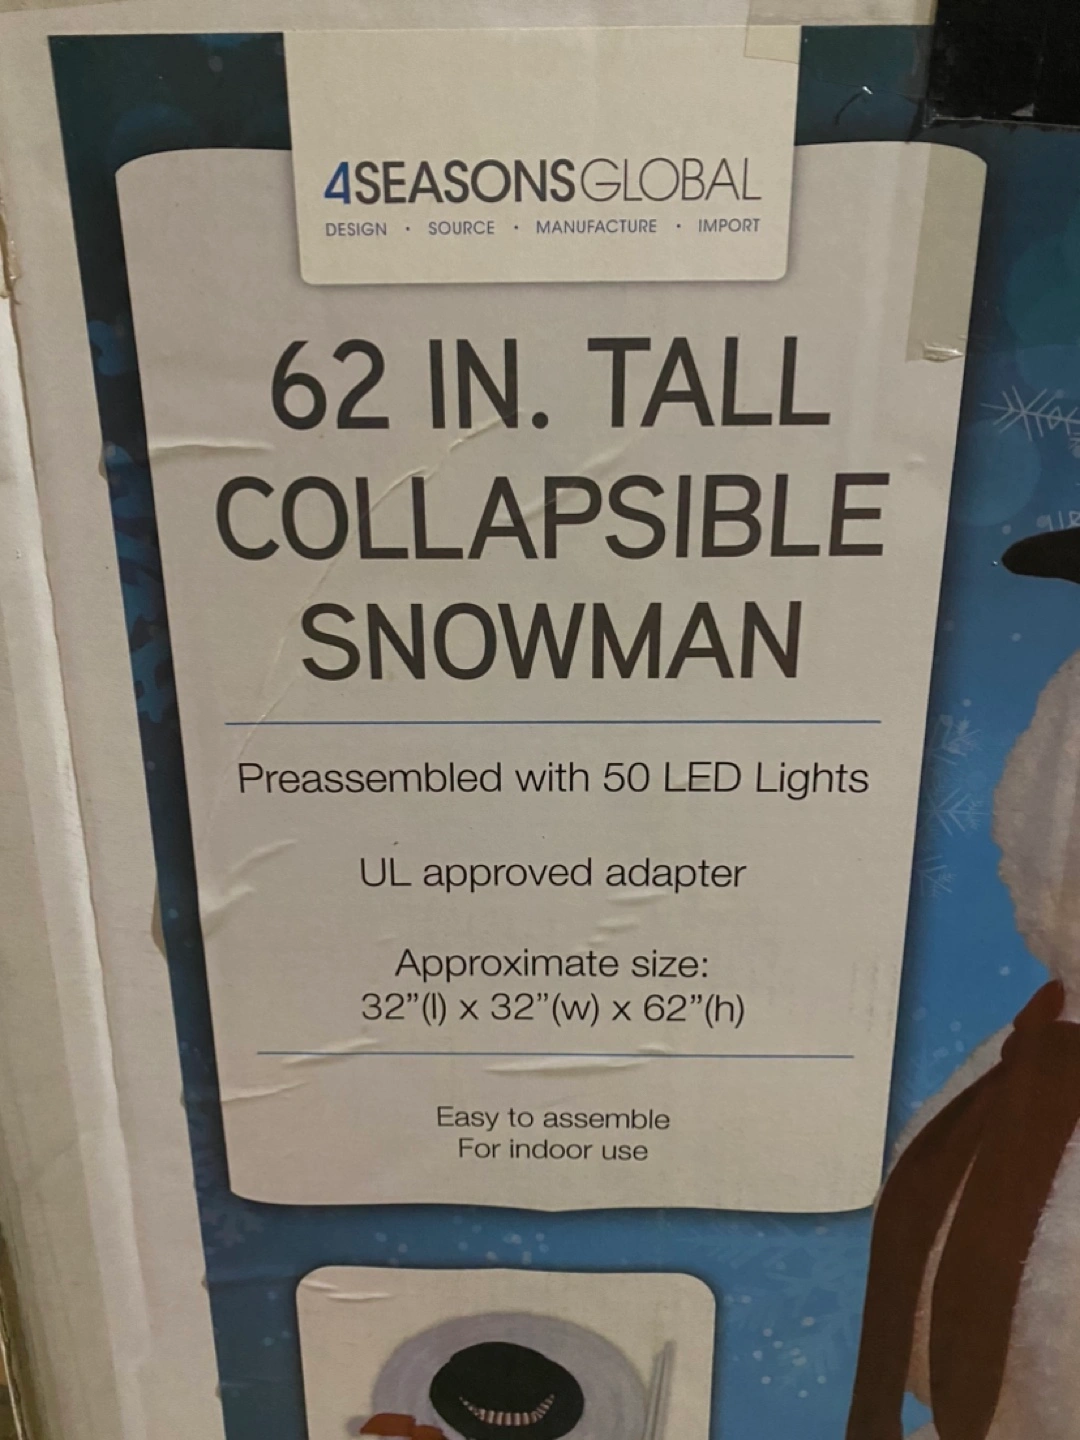 4SEASONSGLOBAL
DESIGN • SOURCE • MANUFACTURE • IMPORT
62 IN. TALL
COLLAPSIBLE
SNOWMAN
Preassembled with 50 LED Lights
UL approved adapter
Approximate size:
32”(l) x 32”(w) x 62”(h)
Easy to assemble
For indoor use